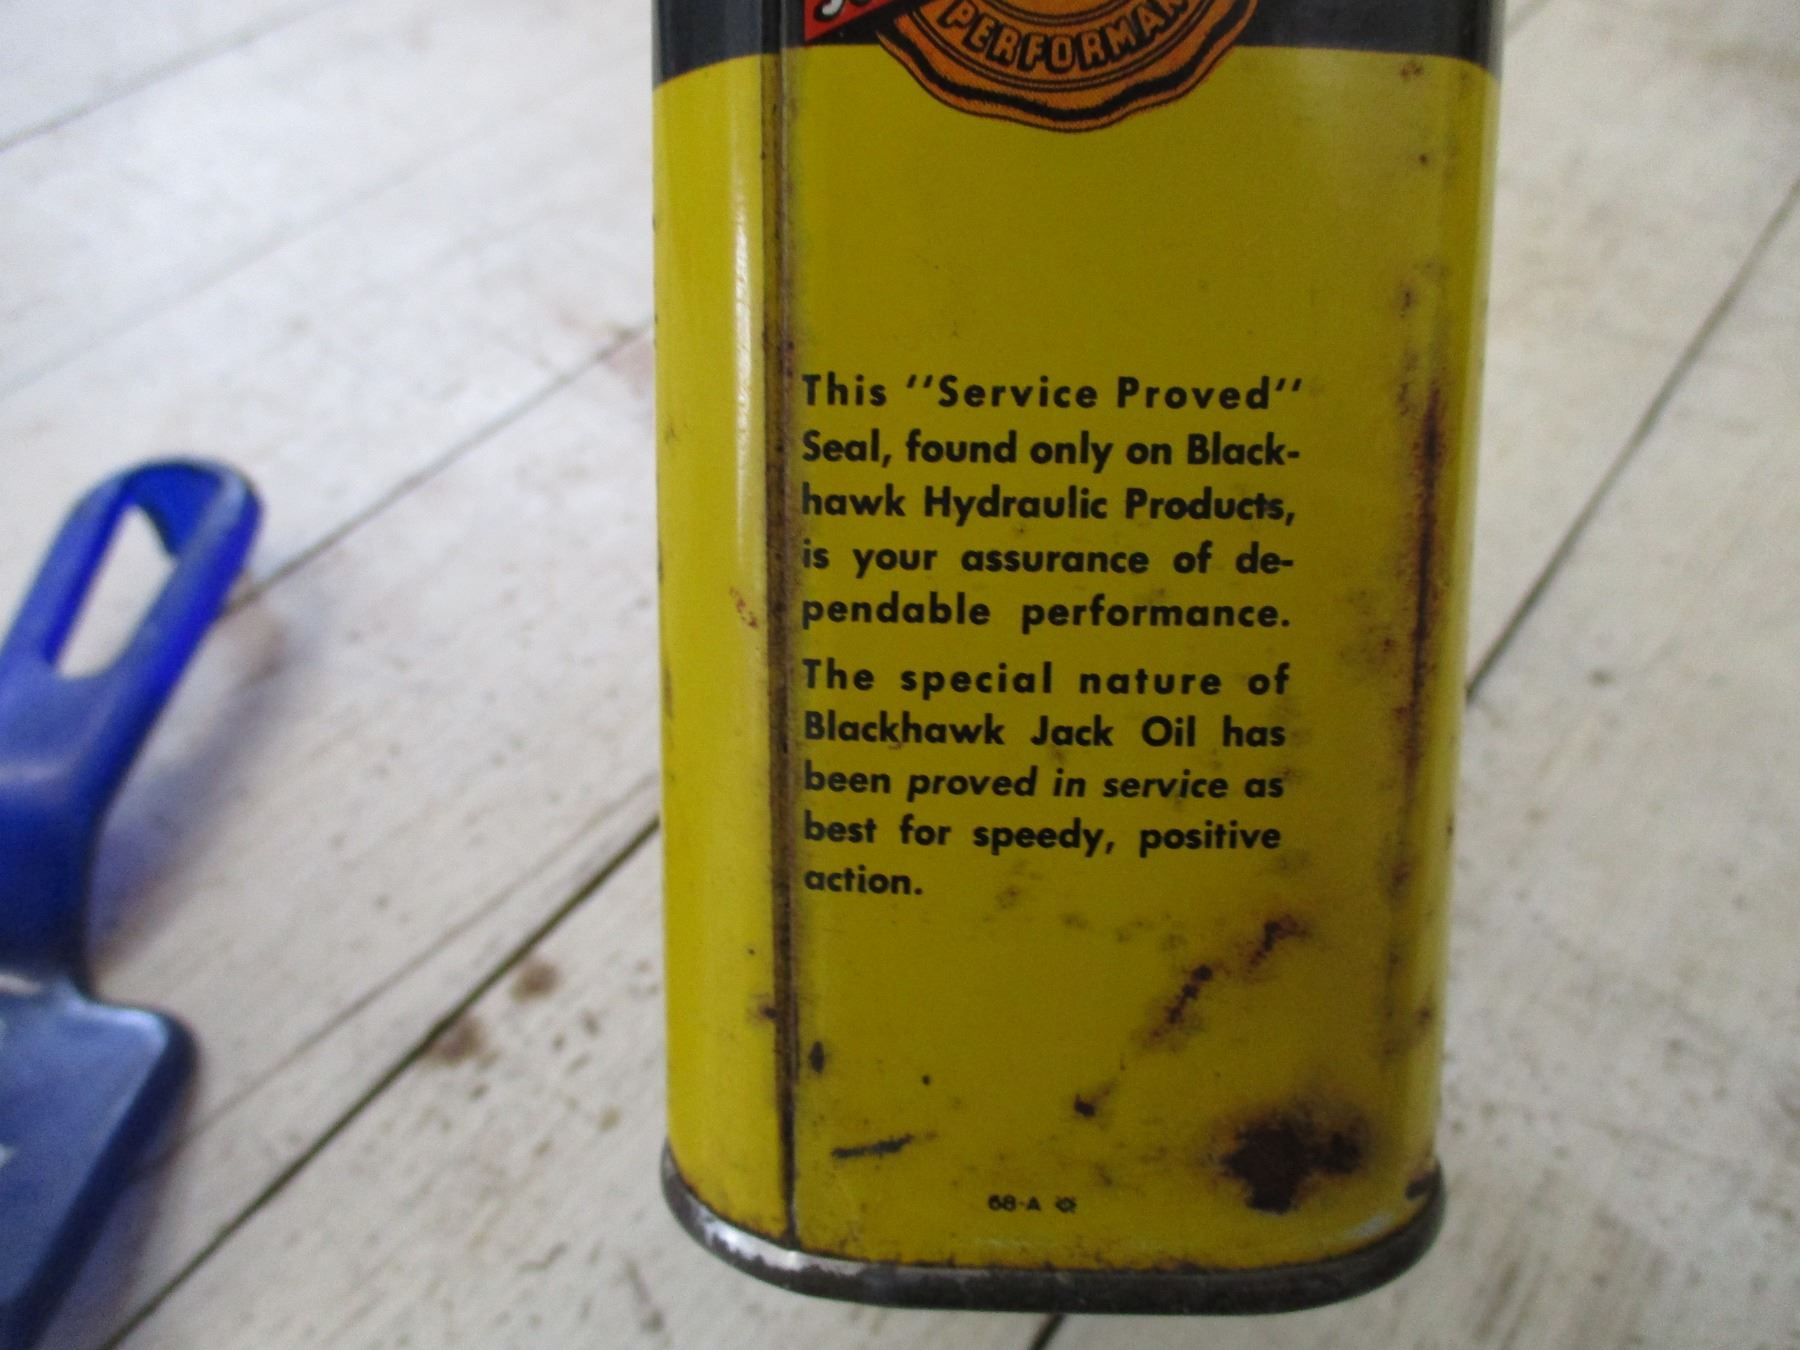 PERFORMAN
This "Service Proved"
Seal, found only on Black-
hawk Hydraulic Products,
is your assurance of de-
pendable performance.
The special nature of
Blackhawk Jack Oil has
been proved in service as
best for speedy, positive
action.
68-A